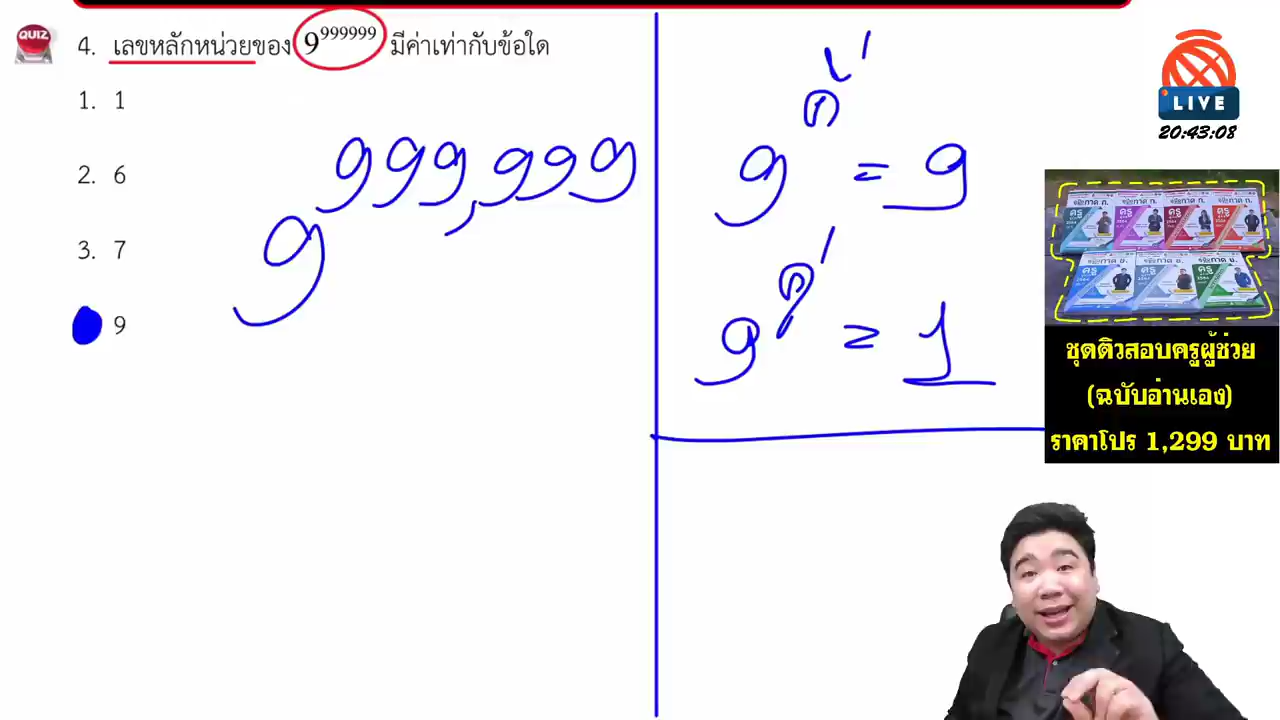 QUIZ
4. เลขหลักหน่วยของ 9^999999 มีค่าเท่ากับข้อใด
1. 1
2. 6
3. 7
9
9^999,999
9^คี่ = 9
9^คู่ = 1
LIVE
20:43:08
ชุดติวสอบครูผู้ช่วย
(ฉบับอ่านเอง)
ราคาโปร 1,299 บาท